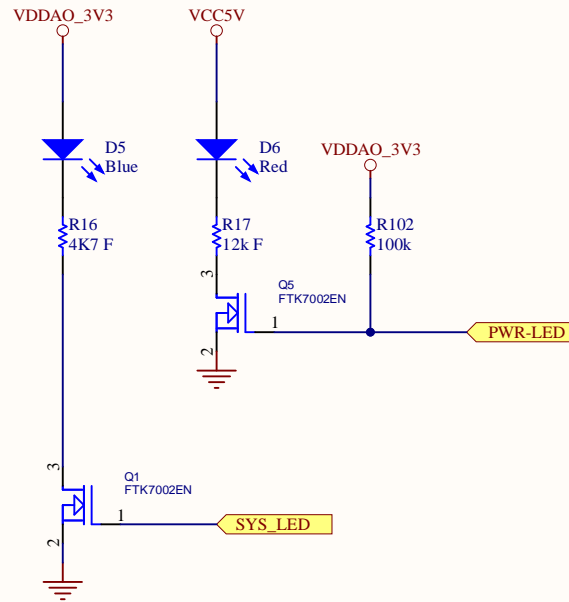 VDDAO_3V3
VCC5V
D5
Blue
D6
Red
VDDAO_3V3
R16
4K7 F
R17
12k F
R102
100k
3
Q5
FTK7002EN
1
2
PWR-LED
3
Q1
FTK7002EN
1
2
SYS_LED